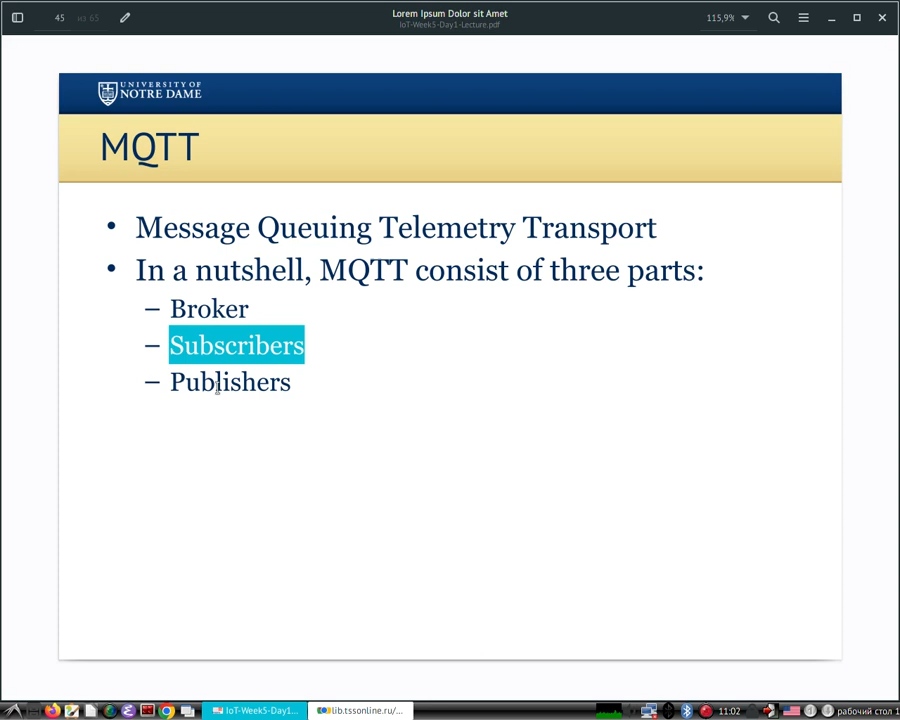 45 из 65
Lorem Ipsum Dolor sit Amet
IoT-Week5-Day1-Lecture.pdf
115,9%
UNIVERSITY OF
NOTRE DAME
MQTT
• Message Queuing Telemetry Transport
• In a nutshell, MQTT consist of three parts:
– Broker
– Subscribers
– Publishers
IoT-Week5-Day1...
lib.tssonline.ru/...
11:02
рабочий стол 1